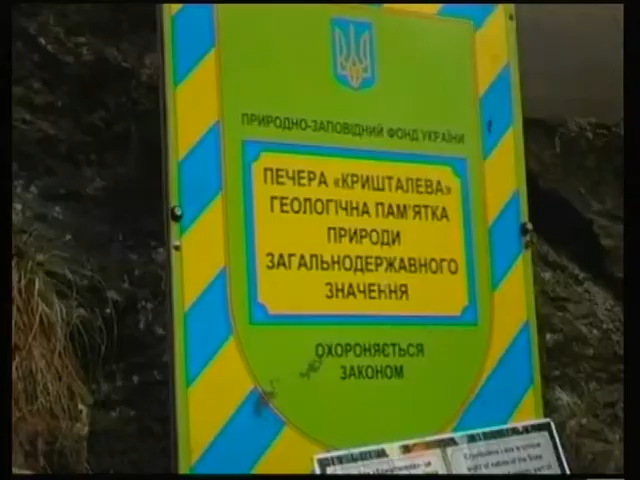 ПРИРОДНО-ЗАПОВІДНИЙ ФОНД УКРАЇНИ
ПЕЧЕРА «КРИШТАЛЕВА»
ГЕОЛОГІЧНА ПАМ'ЯТКА
ПРИРОДИ
ЗАГАЛЬНОДЕРЖАВНОГО
ЗНАЧЕННЯ
ОХОРОНЯЄТЬСЯ
ЗАКОНОМ